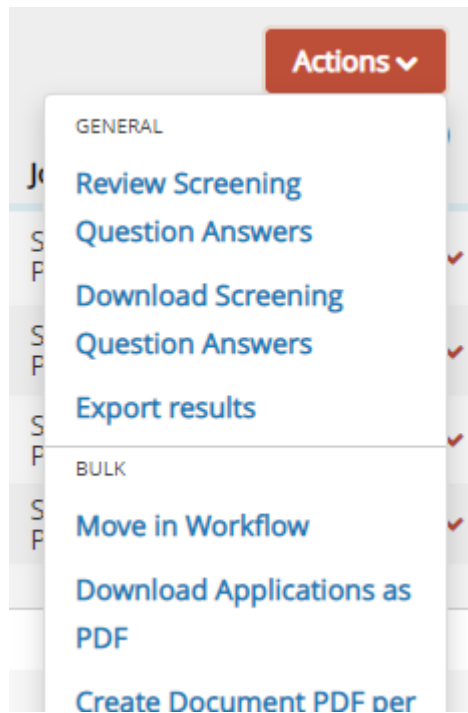 Actions
GENERAL
Review Screening
Question Answers
Download Screening
Question Answers
Export results
BULK
Move in Workflow
Download Applications as
PDF
Create Document PDF per